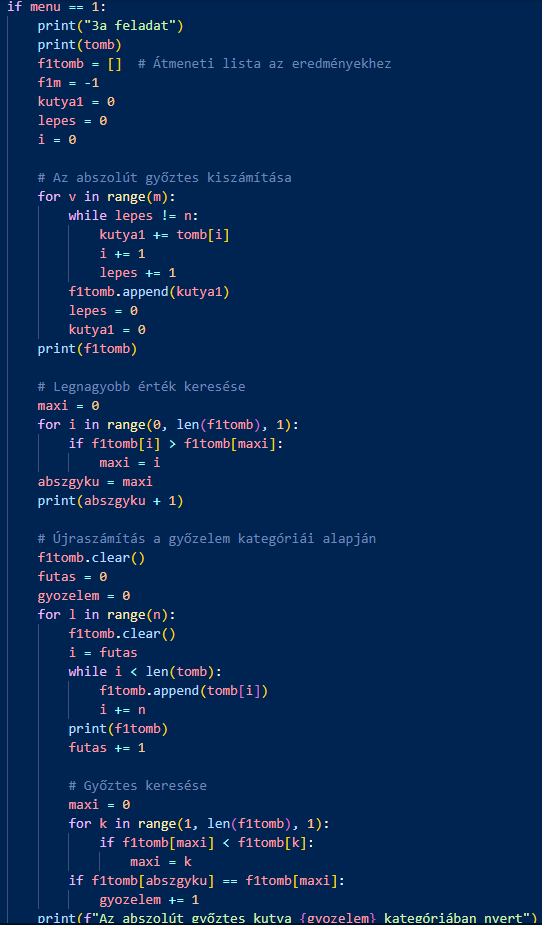 if menu == 1:
print("3a feladat")
print(tomb)
f1tomb = [] # Átmeneti lista az eredményekhez
f1m = -1
kutya1 = 0
lepes = 0
i = 0
# Az abszolút győztes kiszámítása
for v in range(m):
while lepes != n:
kutya1 += tomb[i]
i += 1
lepes += 1
f1tomb.append(kutya1)
lepes = 0
kutya1 = 0
print(f1tomb)
# Legnagyobb érték keresése
maxi = 0
for i in range(0, len(f1tomb), 1):
if f1tomb[i] > f1tomb[maxi]:
maxi = i
abszgyku = maxi
print(abszgyku + 1)
# Újraszámítás a győzelem kategóriái alapján
f1tomb.clear()
futas = 0
gyozelem = 0
for l in range(n):
f1tomb.clear()
i = futas
while i < len(tomb):
f1tomb.append(tomb[i])
i += n
print(f1tomb)
futas += 1
# Győztes keresése
maxi = 0
for k in range(1, len(f1tomb), 1):
if f1tomb[maxi] < f1tomb[k]:
maxi = k
if f1tomb[abszgyku] == f1tomb[maxi]:
gyozelem += 1
print(f"Az abszolút győztes kutya {gyozelem} kategóriában nyert")